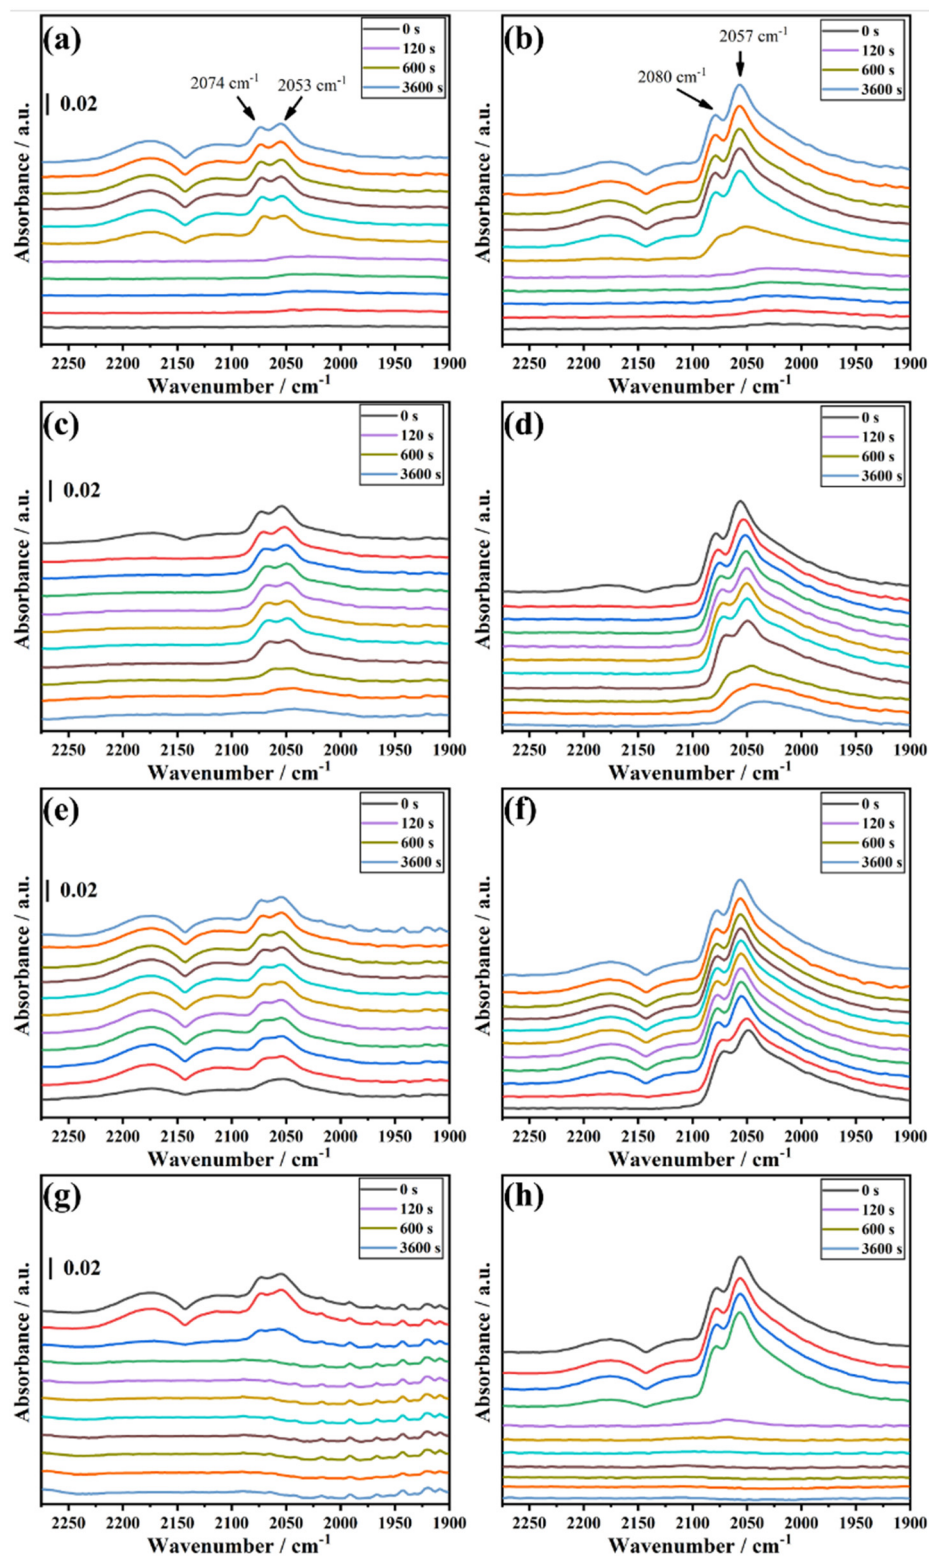 (a)
0 s
120 s
600 s
3600 s
0.02
2074 cm-1
2053 cm-1
Absorbance / a.u.
2250 2200 2150 2100 2050 2000 1950 1900
Wavenumber / cm-1
(b)
0 s
120 s
600 s
3600 s
2080 cm-1
2057 cm-1
Absorbance / a.u.
2250 2200 2150 2100 2050 2000 1950 1900
Wavenumber / cm-1
(c)
0 s
120 s
600 s
3600 s
0.02
Absorbance / a.u.
2250 2200 2150 2100 2050 2000 1950 1900
Wavenumber / cm-1
(d)
0 s
120 s
600 s
3600 s
Absorbance / a.u.
2250 2200 2150 2100 2050 2000 1950 1900
Wavenumber / cm-1
(e)
0 s
120 s
600 s
3600 s
0.02
Absorbance / a.u.
2250 2200 2150 2100 2050 2000 1950 1900
Wavenumber / cm-1
(f)
0 s
120 s
600 s
3600 s
Absorbance / a.u.
2250 2200 2150 2100 2050 2000 1950 1900
Wavenumber / cm-1
(g)
0 s
120 s
600 s
3600 s
0.02
Absorbance / a.u.
2250 2200 2150 2100 2050 2000 1950 1900
Wavenumber / cm-1
(h)
0 s
120 s
600 s
3600 s
Absorbance / a.u.
2250 2200 2150 2100 2050 2000 1950 1900
Wavenumber / cm-1